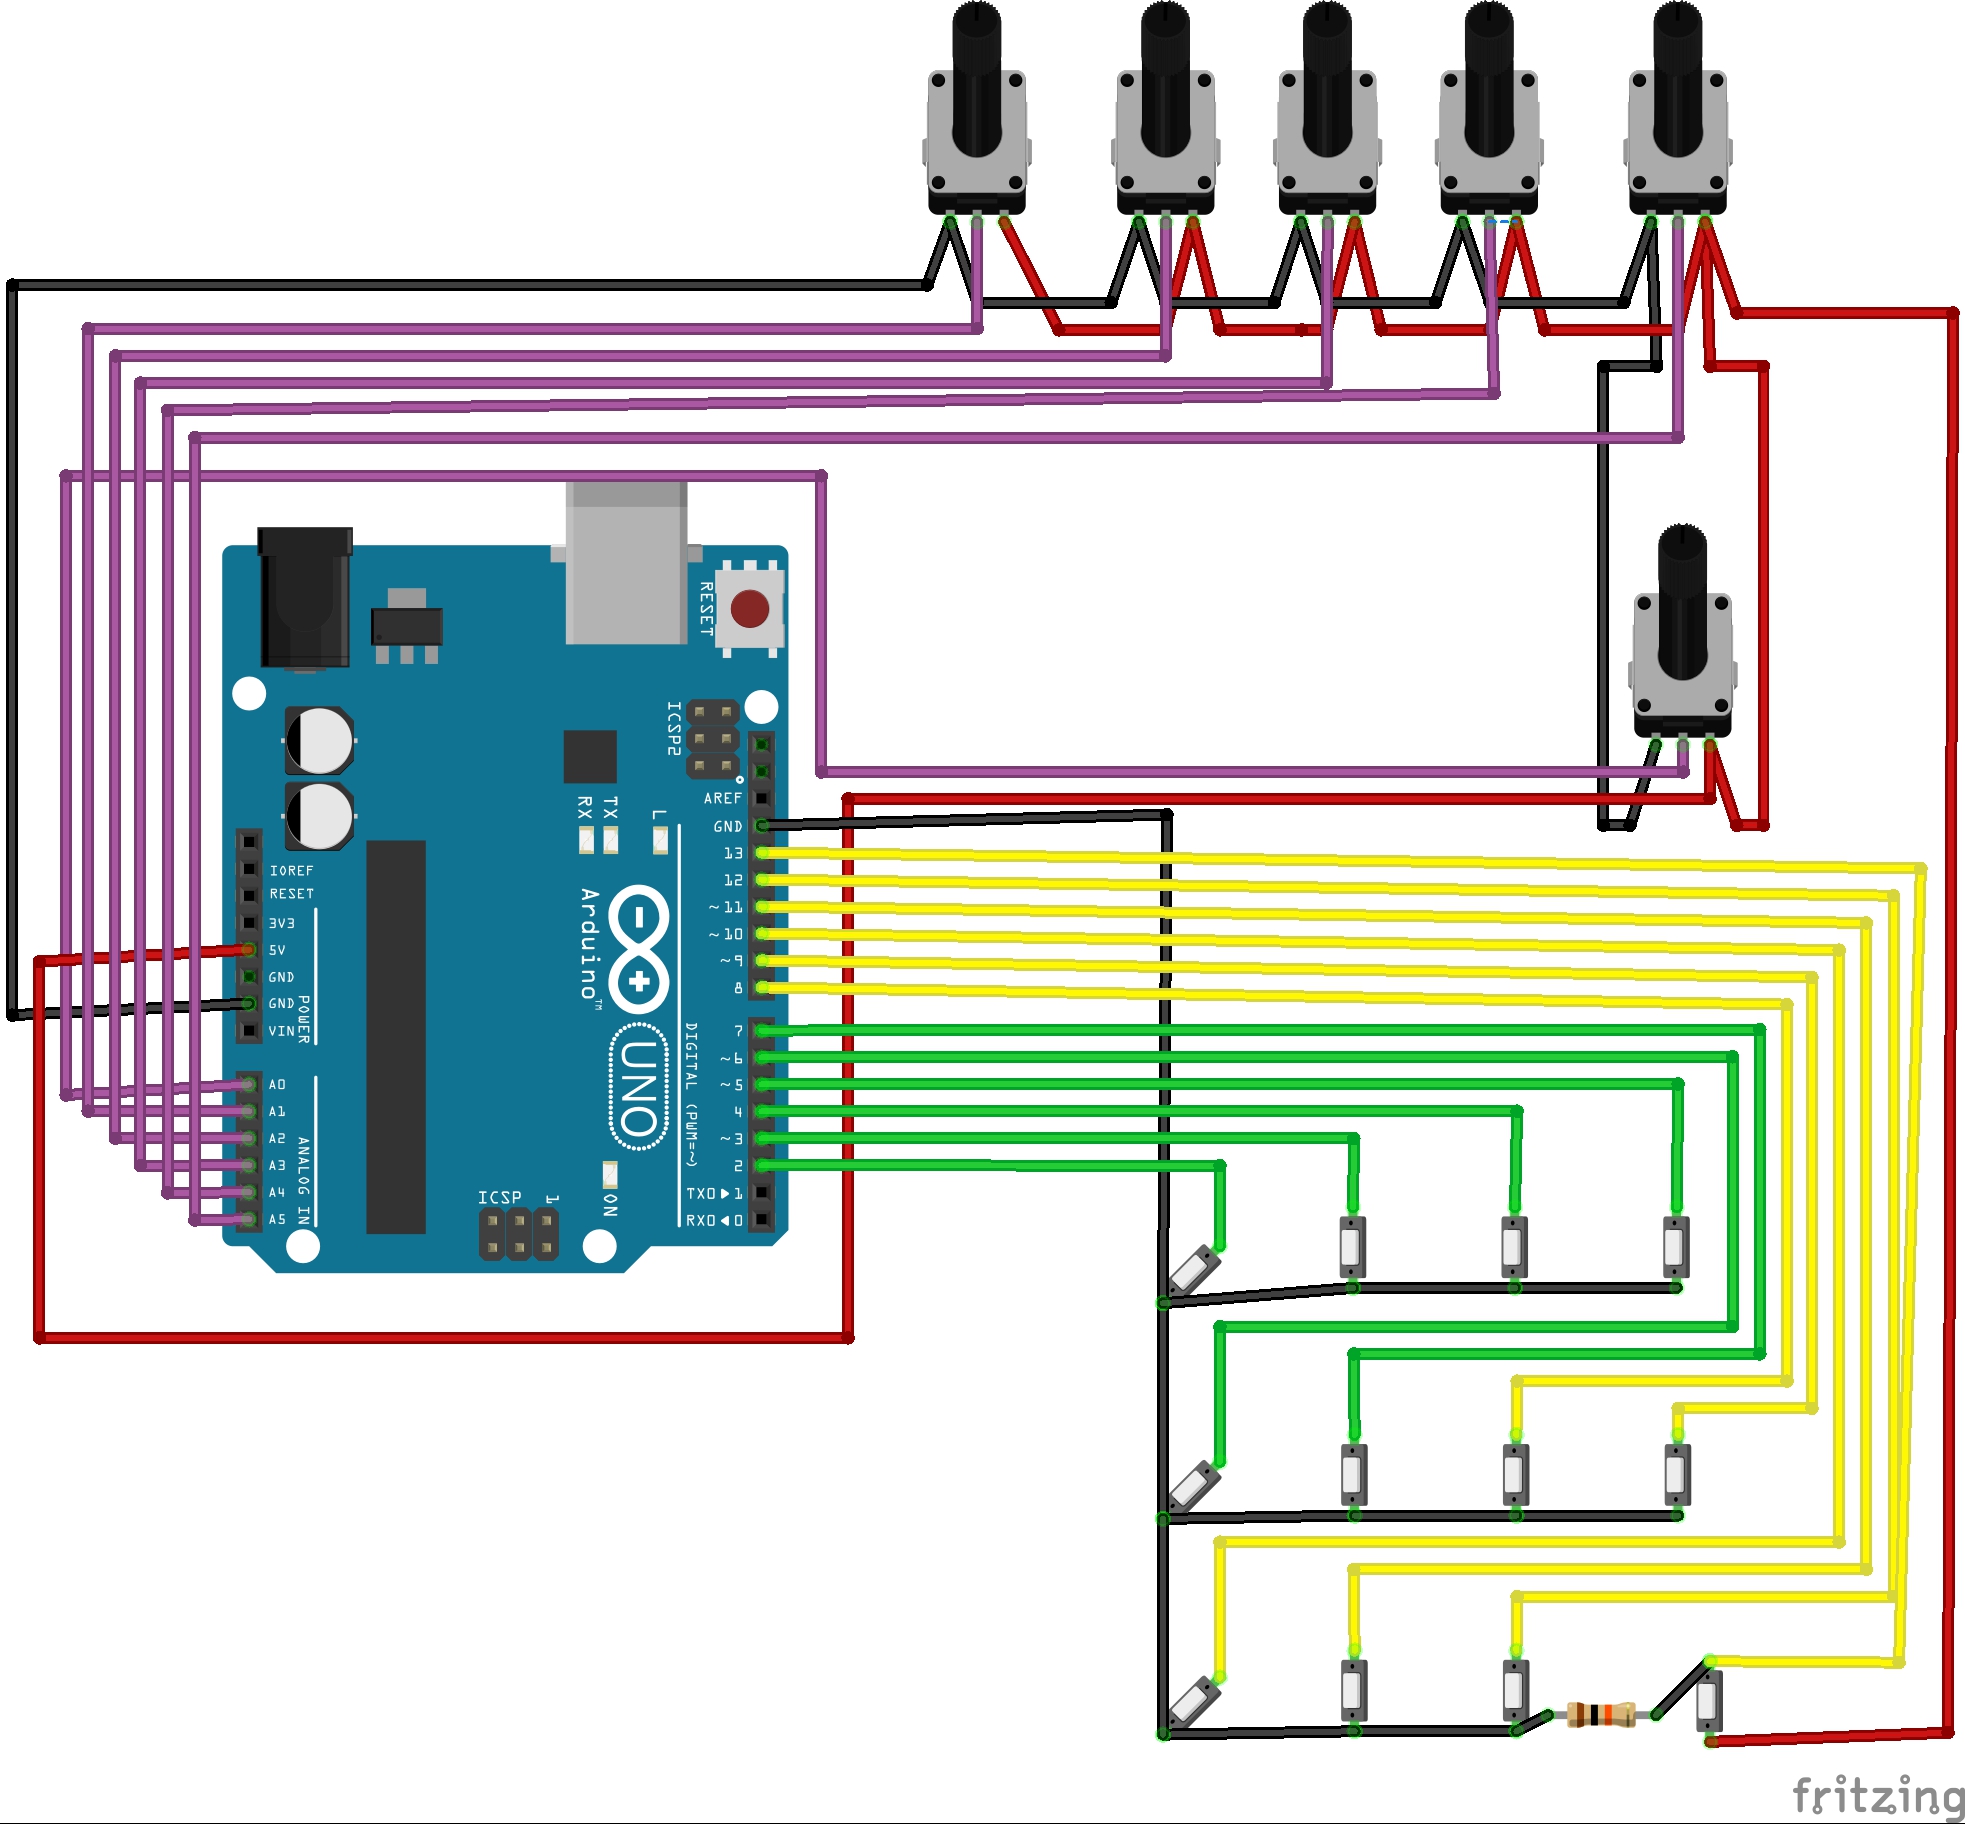 RESET
ICSP2
AREF
GND
13
12
~11
~10
~9
8
7
~6
~5
4
~3
2
TX0▶1
RX0◀0
RX
TX
L
IOREF
RESET
3V3
5V
GND
GND
VIN
POWER
A0
A1
A2
A3
A4
A5
ANALOG IN
Arduino™
UNO
DIGITAL (PWM=~)
ICSP
1
ON
fritzing